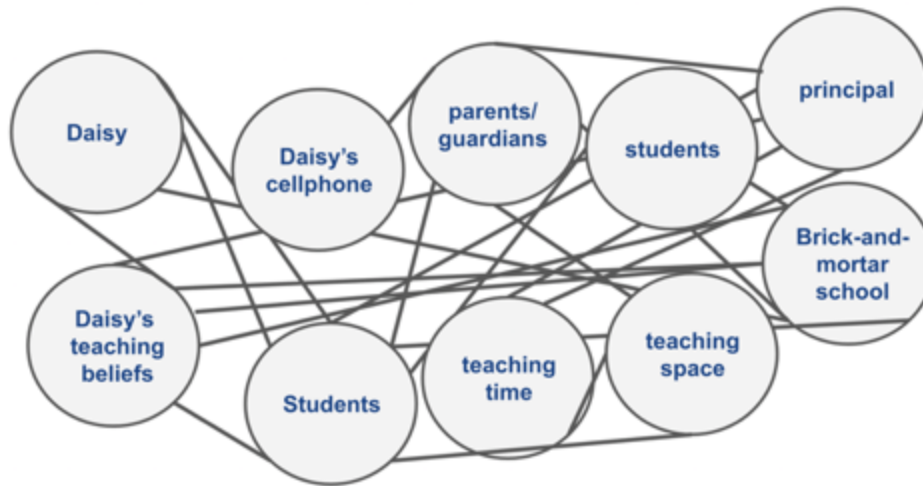 Daisy
Daisy's
cellphone
parents/
guardians
students
principal
Daisy's
teaching
beliefs
Students
teaching
time
teaching
space
Brick-and-
mortar
school